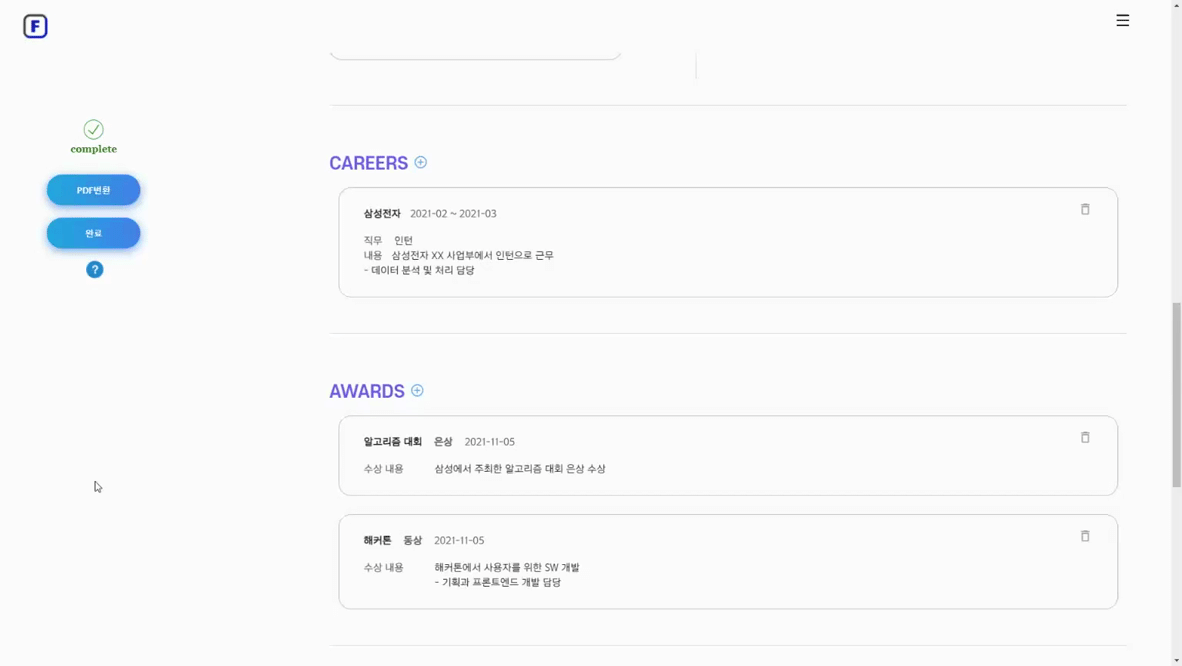 F
complete
PDF변환
완료
?
CAREERS
삼성전자 2021-02 ~ 2021-03
직무 인턴
내용 삼성전자 XX 사업부에서 인턴으로 근무
- 데이터 분석 및 처리 담당
AWARDS
알고리즘 대회 은상 2021-11-05
수상 내용 삼성에서 주최한 알고리즘 대회 은상 수상
해커톤 동상 2021-11-05
수상 내용 해커톤에서 사용자를 위한 SW 개발
- 기획과 프론트엔드 개발 담당